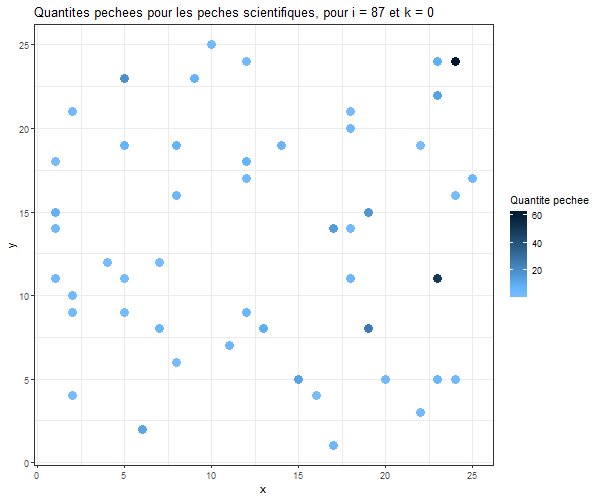 Quantites pechees pour les peches scientifiques, pour i = 87 et k = 0
25
20
15
10
5
0
y
0 5 10 15 20 25
x
Quantite pechee
60
40
20